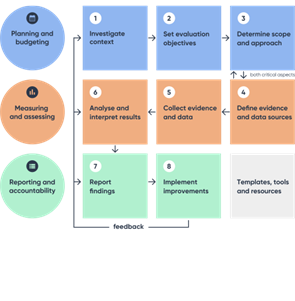 Planning and
budgeting
1
Investigate
context
2
Set evaluation
objectives
3
Determine scope
and approach
both critical aspects
Measuring
and assessing
6
Analyse and
interpret results
5
Collect evidence
and data
4
Define evidence
and data sources
Reporting and
accountability
7
Report
findings
8
Implement
improvements
Templates, tools
and resources
feedback